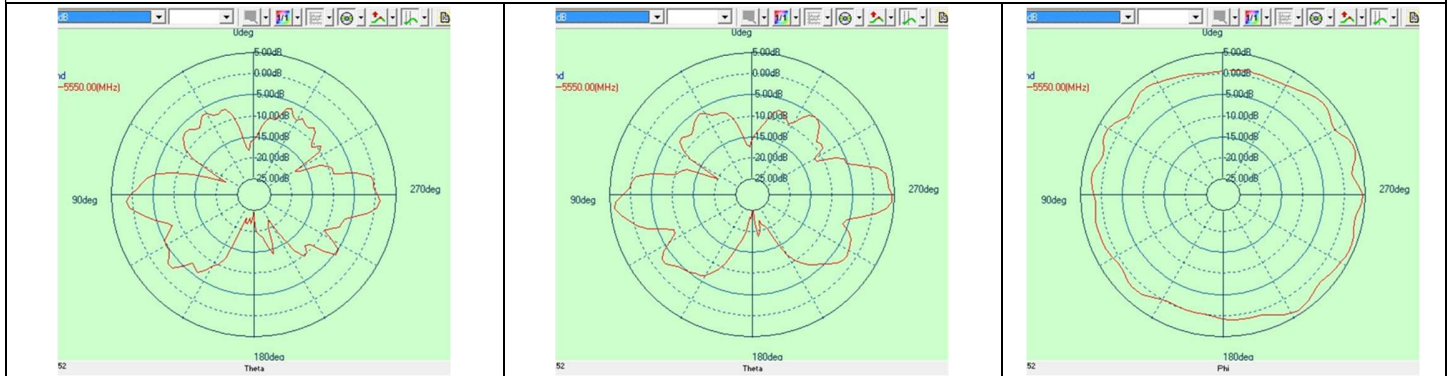 dB
0deg
5.00dB
0.00dB
-5.00dB
-10.00dB
-15.00dB
-20.00dB
-25.00dB
nd
5550.00(MHz)
90deg
270deg
180deg
52
Theta
dB
0deg
5.00dB
0.00dB
-5.00dB
-10.00dB
-15.00dB
-20.00dB
-25.00dB
nd
5550.00(MHz)
90deg
270deg
180deg
52
Theta
dB
0deg
5.00dB
0.00dB
-5.00dB
-10.00dB
-15.00dB
-20.00dB
-25.00dB
nd
5550.00(MHz)
90deg
270deg
180deg
52
Phi